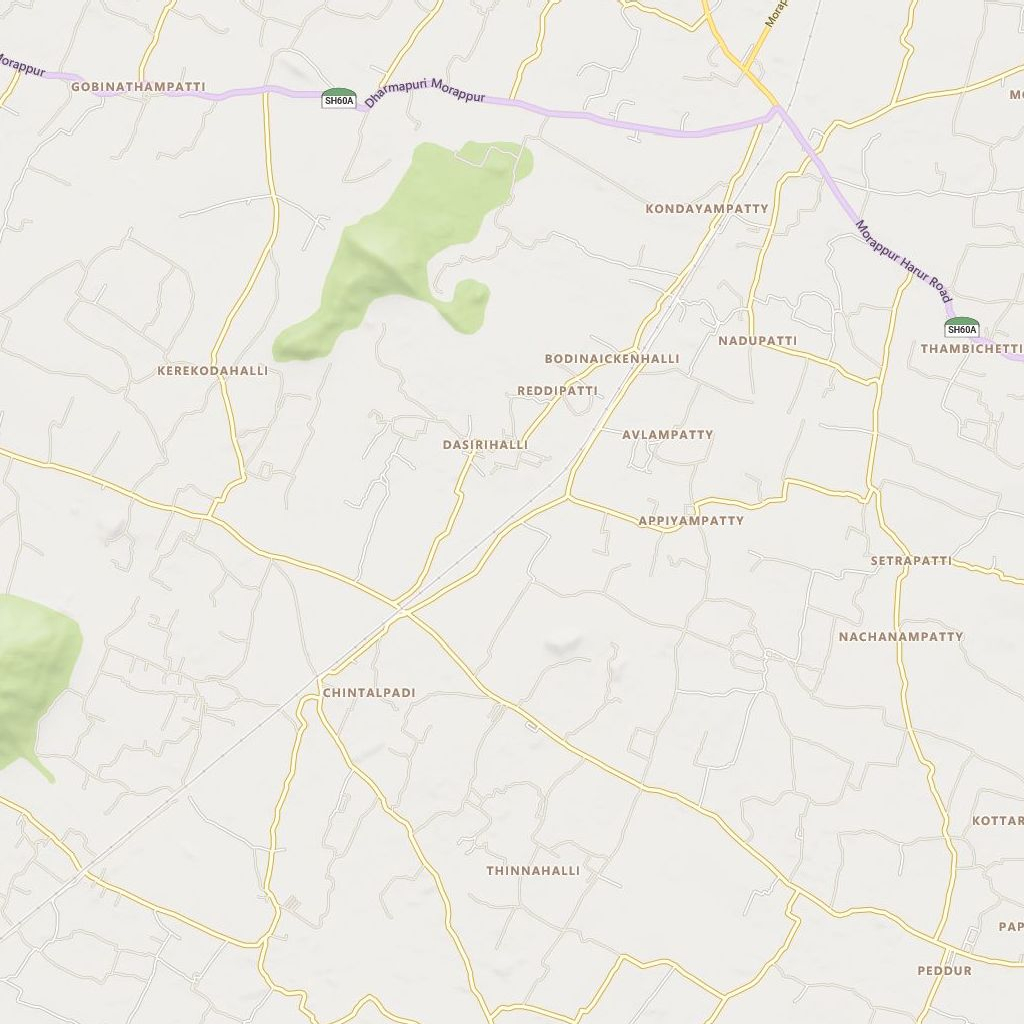 Morap
Morappur
GOBINATHAMPATTI
SH60A
Dharmapuri Morappur
KONDAYAMPATTY
Morappur Harur Road
SH60A
NADUPATTI
THAMBICHETTI
BODINAICKENHALLI
KEREKODAHALLI
REDDIPATTI
AVLAMPATTY
DASIRIHALLI
APPIYAMPATTY
SETRAPATTI
NACHANAMPATTY
CHINTALPADI
KOTTAR
THINNAHALLI
PAP
PEDDUR